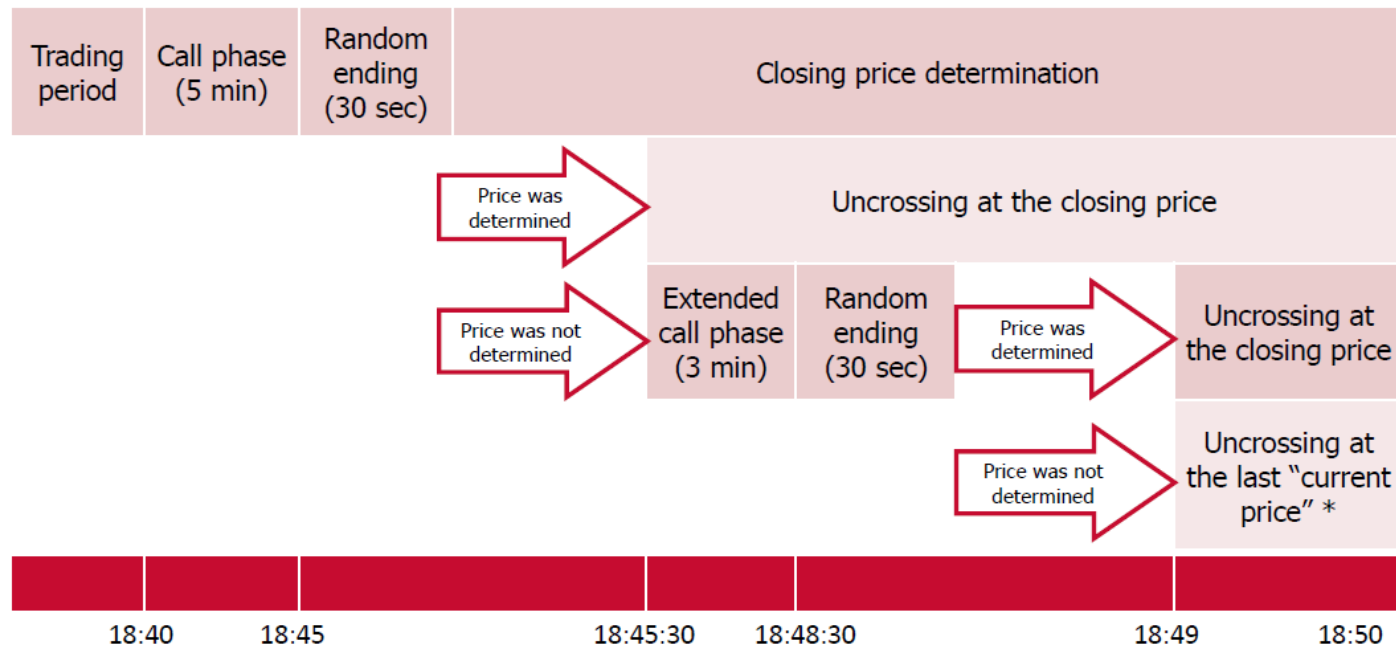 Trading
period
Call phase
(5 min)
Random
ending
(30 sec)
Closing price determination
Price was
determined
Uncrossing at the closing price
Price was not
determined
Extended
call phase
(3 min)
Random
ending
(30 sec)
Price was
determined
Uncrossing at
the closing price
Price was not
determined
Uncrossing at
the last “current
price” *
18:40
18:45
18:45:30
18:48:30
18:49
18:50